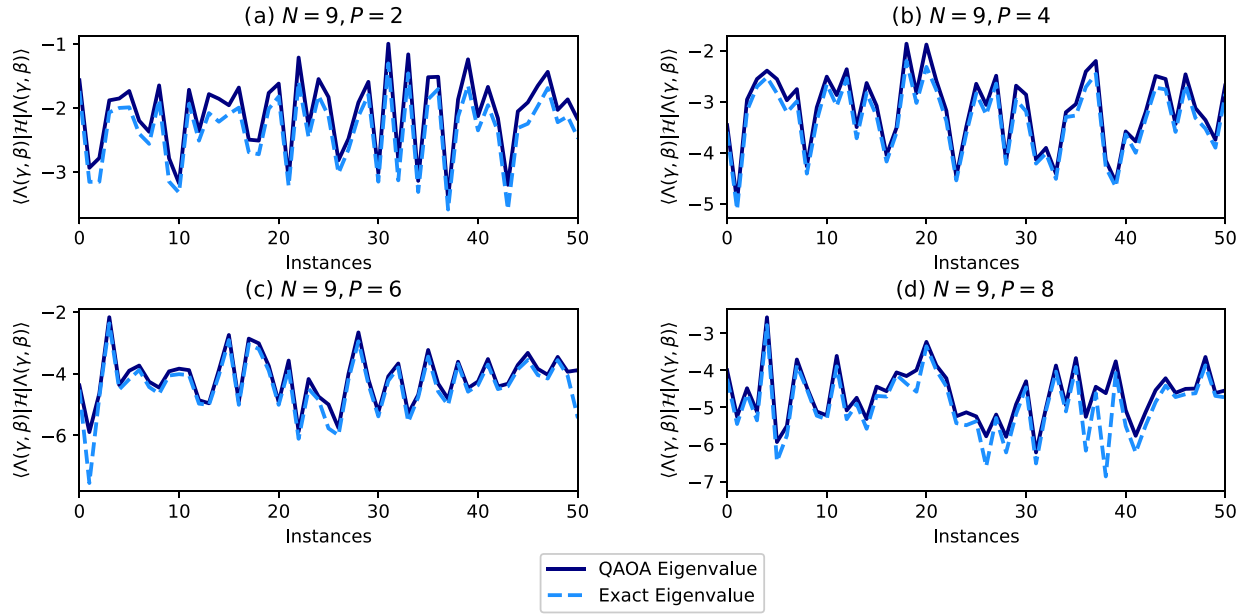 (a) N = 9, P = 2
⟨Λ(γ, β)|ℋ|Λ(γ, β)⟩
−1
−2
−3
0 10 20 30 40 50
Instances
(b) N = 9, P = 4
⟨Λ(γ, β)|ℋ|Λ(γ, β)⟩
−2
−3
−4
−5
0 10 20 30 40 50
Instances
(c) N = 9, P = 6
⟨Λ(γ, β)|ℋ|Λ(γ, β)⟩
−2
−4
−6
0 10 20 30 40 50
Instances
(d) N = 9, P = 8
⟨Λ(γ, β)|ℋ|Λ(γ, β)⟩
−3
−4
−5
−6
−7
0 10 20 30 40 50
Instances
QAOA Eigenvalue
Exact Eigenvalue